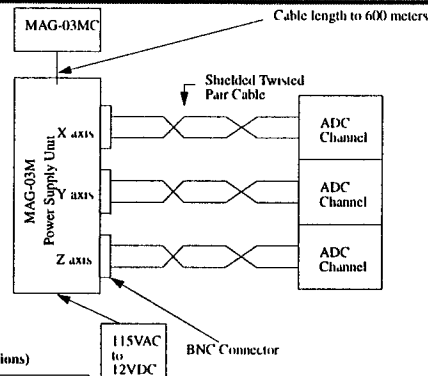 MAG-03MC
Cable length to 600 meters
Shielded Twisted
Pair Cable
MAG-03M
Power Supply Unit
X axis
Y axis
Z axis
ADC
Channel
ADC
Channel
ADC
Channel
115VAC
to
12VDC
BNC Connector
ions)